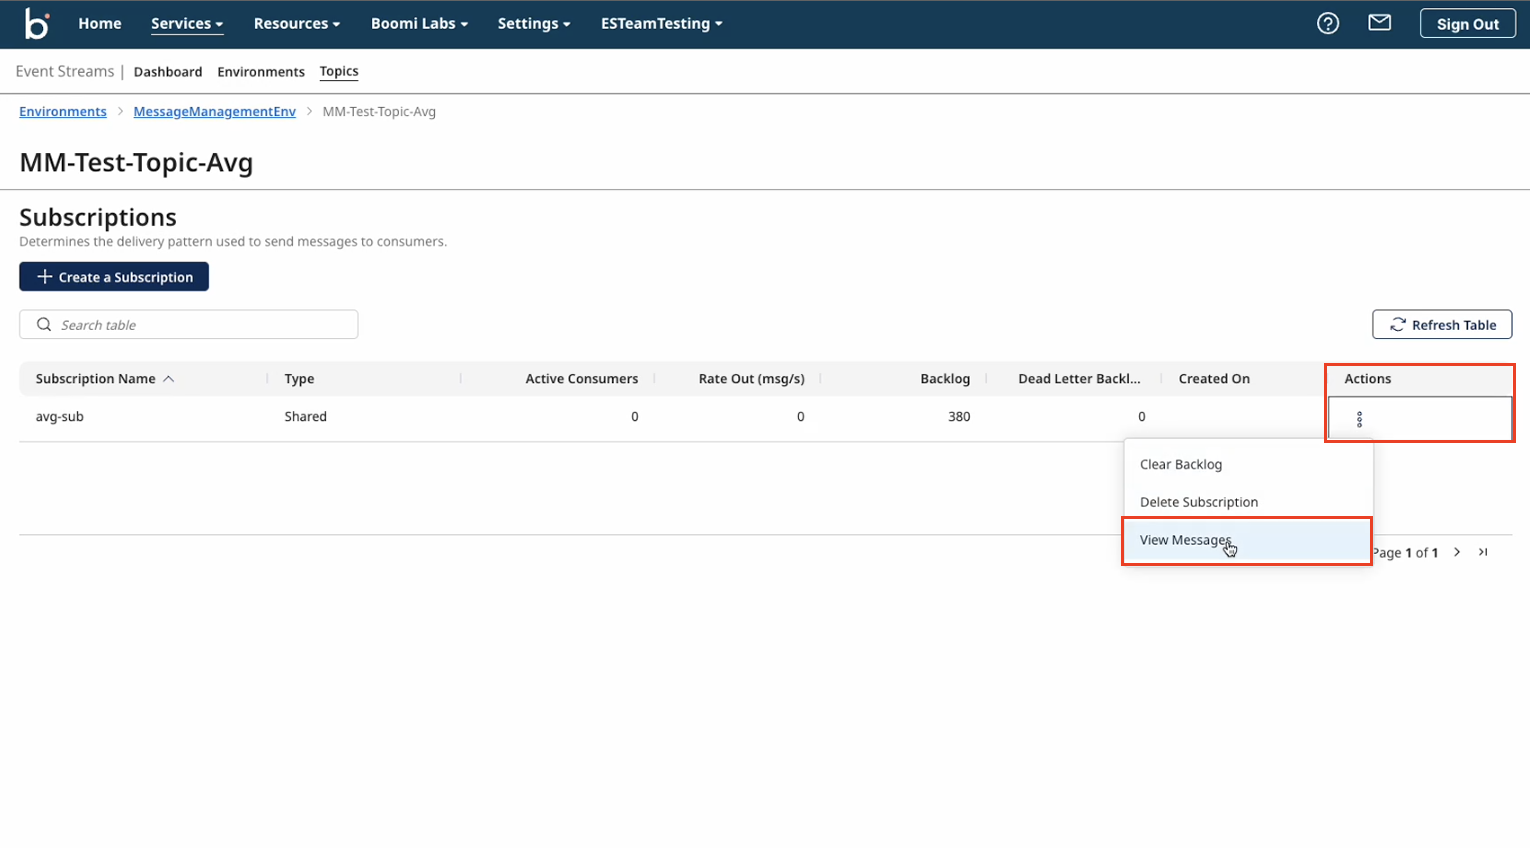 b Home Services Resources Boomi Labs Settings ESTeamTesting Sign Out
Event Streams | Dashboard Environments Topics
Environments > MessageManagementEnv > MM-Test-Topic-Avg
MM-Test-Topic-Avg
Subscriptions
Determines the delivery pattern used to send messages to consumers.
+ Create a Subscription
Search table
Refresh Table
Subscription Name Type Active Consumers Rate Out (msg/s) Backlog Dead Letter Backl... Created On Actions
avg-sub Shared 0 0 380 0
Clear Backlog
Delete Subscription
View Messages
Page 1 of 1